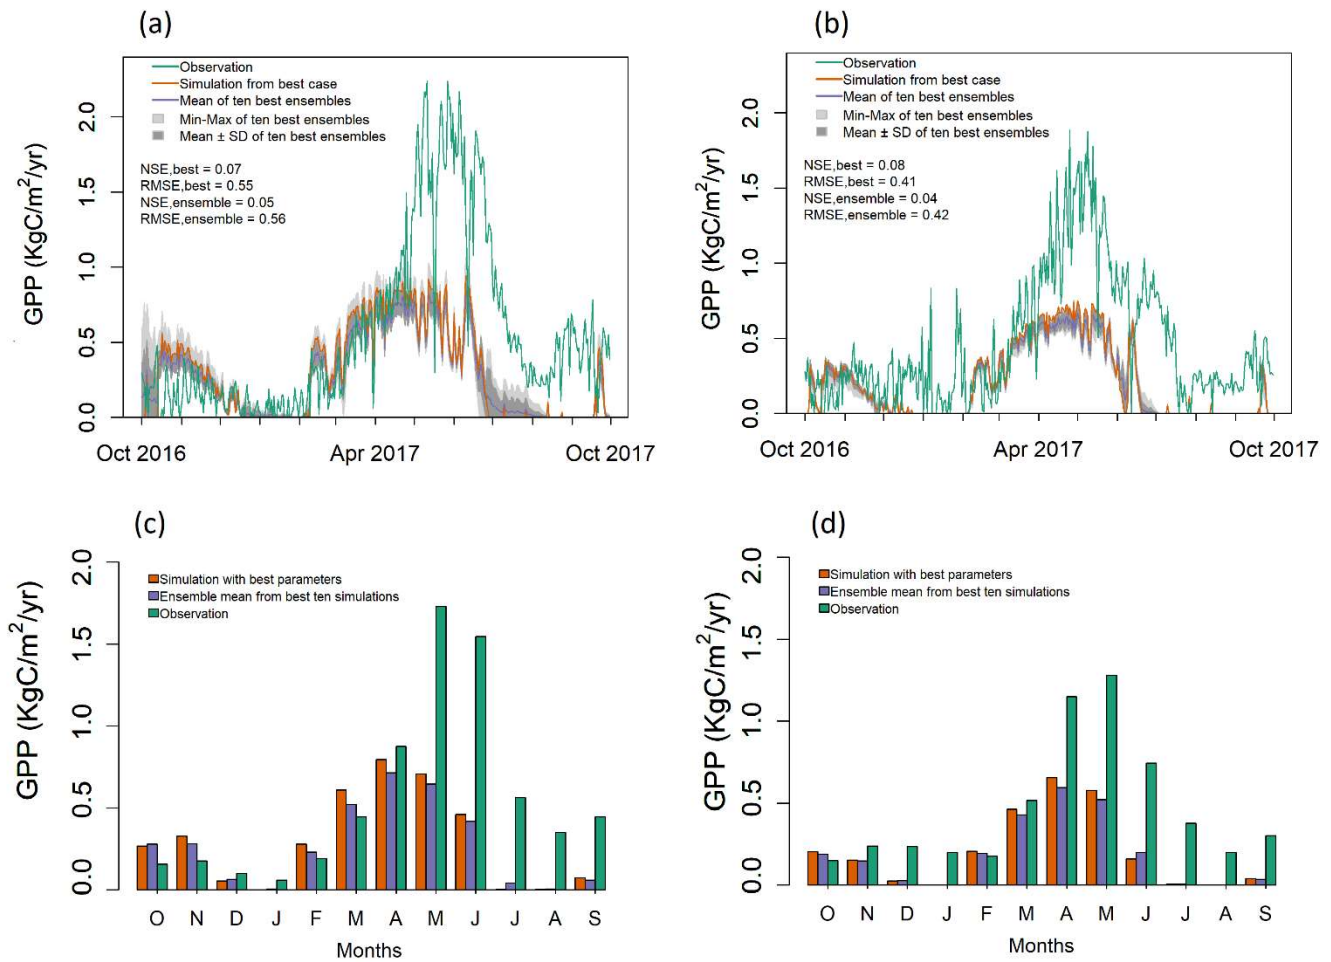 (a)
Observation
Simulation from best case
Mean of ten best ensembles
Min-Max of ten best ensembles
Mean ± SD of ten best ensembles
NSE,best = 0.07
RMSE,best = 0.55
NSE,ensemble = 0.05
RMSE,ensemble = 0.56
GPP (KgC/m²/yr)
2.0
1.5
1.0
0.5
0.0
Oct 2016 Apr 2017 Oct 2017
(b)
Observation
Simulation from best case
Mean of ten best ensembles
Min-Max of ten best ensembles
Mean ± SD of ten best ensembles
NSE,best = 0.08
RMSE,best = 0.41
NSE,ensemble = 0.04
RMSE,ensemble = 0.42
GPP (KgC/m²/yr)
2.0
1.5
1.0
0.5
0.0
Oct 2016 Apr 2017 Oct 2017
(c)
Simulation with best parameters
Ensemble mean from best ten simulations
Observation
GPP (KgC/m²/yr)
2.0
1.5
1.0
0.5
0.0
O N D J F M A M J J A S
Months
(d)
Simulation with best parameters
Ensemble mean from best ten simulations
Observation
GPP (KgC/m²/yr)
2.0
1.5
1.0
0.5
0.0
O N D J F M A M J J A S
Months